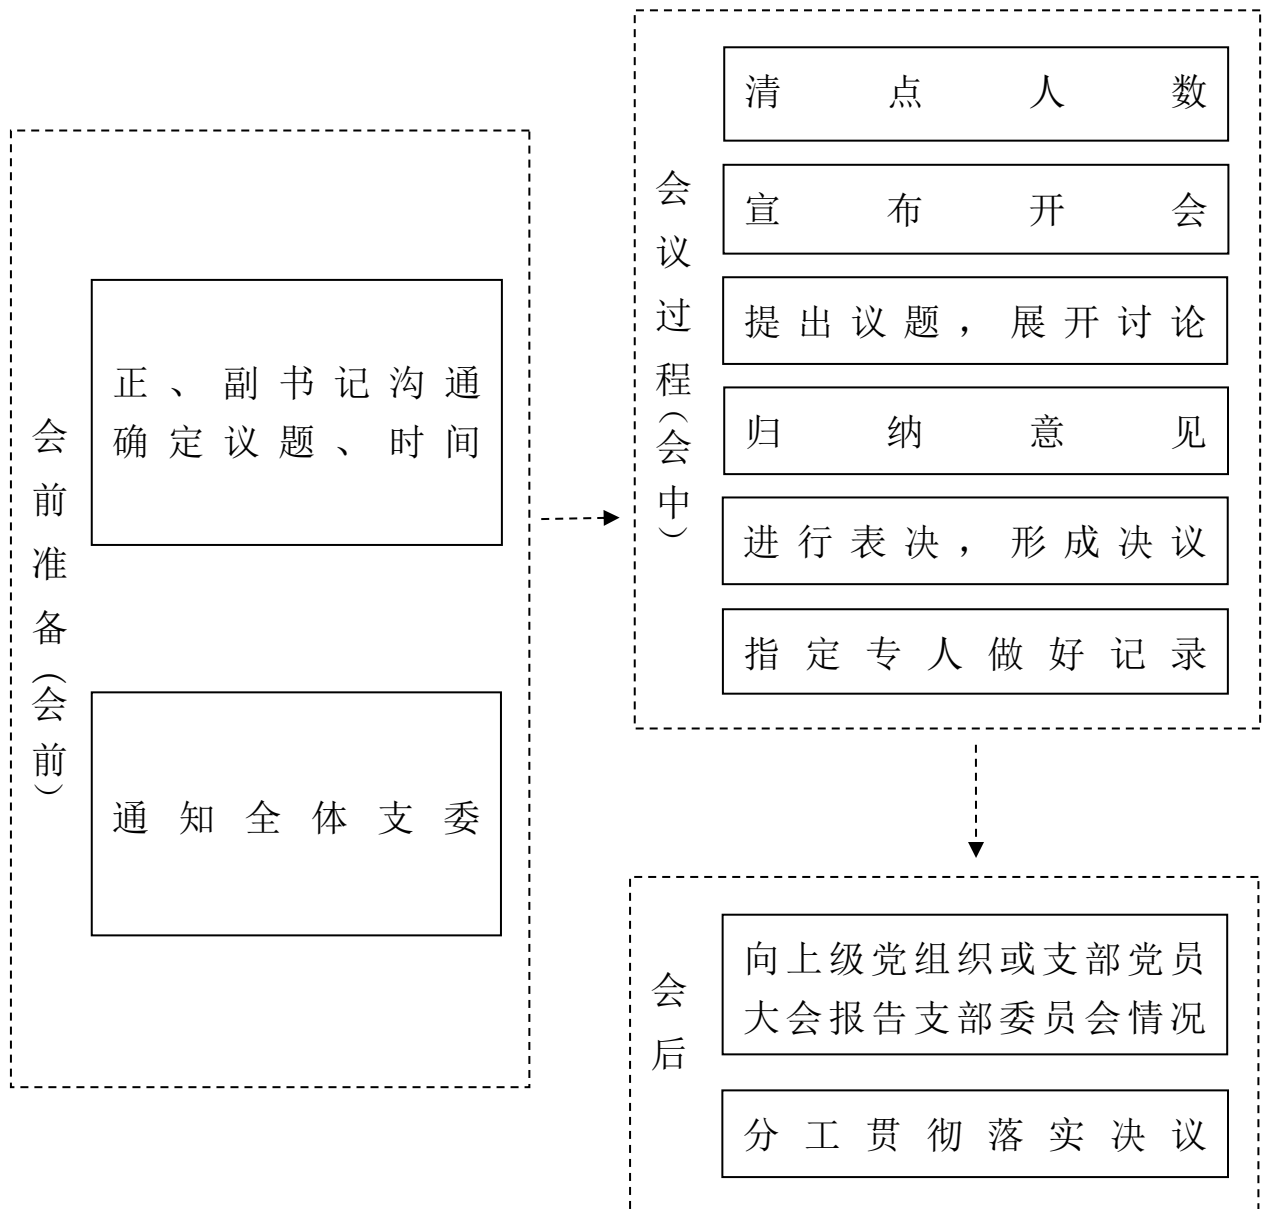 会前准备（会前）
正、副书记沟通
确定议题、时间
通知全体支委
会议过程（会中）
清点人数
宣布开会
提出议题，展开讨论
归纳意见
进行表决，形成决议
指定专人做好记录
会后
向上级党组织或支部党员
大会报告支部委员会情况
分工贯彻落实决议